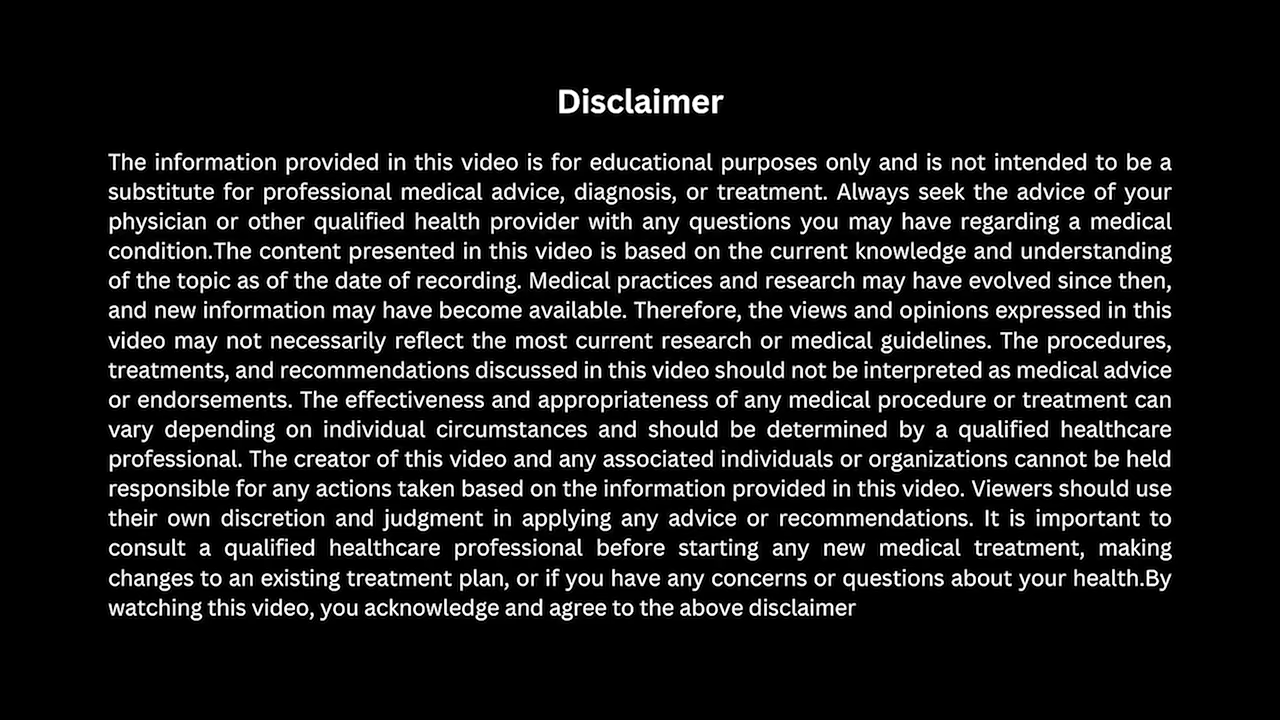 Disclaimer
The information provided in this video is for educational purposes only and is not intended to be a
substitute for professional medical advice, diagnosis, or treatment. Always seek the advice of your
physician or other qualified health provider with any questions you may have regarding a medical
condition.The content presented in this video is based on the current knowledge and understanding
of the topic as of the date of recording. Medical practices and research may have evolved since then,
and new information may have become available. Therefore, the views and opinions expressed in this
video may not necessarily reflect the most current research or medical guidelines. The procedures,
treatments, and recommendations discussed in this video should not be interpreted as medical advice
or endorsements. The effectiveness and appropriateness of any medical procedure or treatment can
vary depending on individual circumstances and should be determined by a qualified healthcare
professional. The creator of this video and any associated individuals or organizations cannot be held
responsible for any actions taken based on the information provided in this video. Viewers should use
their own discretion and judgment in applying any advice or recommendations. It is important to
consult a qualified healthcare professional before starting any new medical treatment, making
changes to an existing treatment plan, or if you have any concerns or questions about your health.By
watching this video, you acknowledge and agree to the above disclaimer